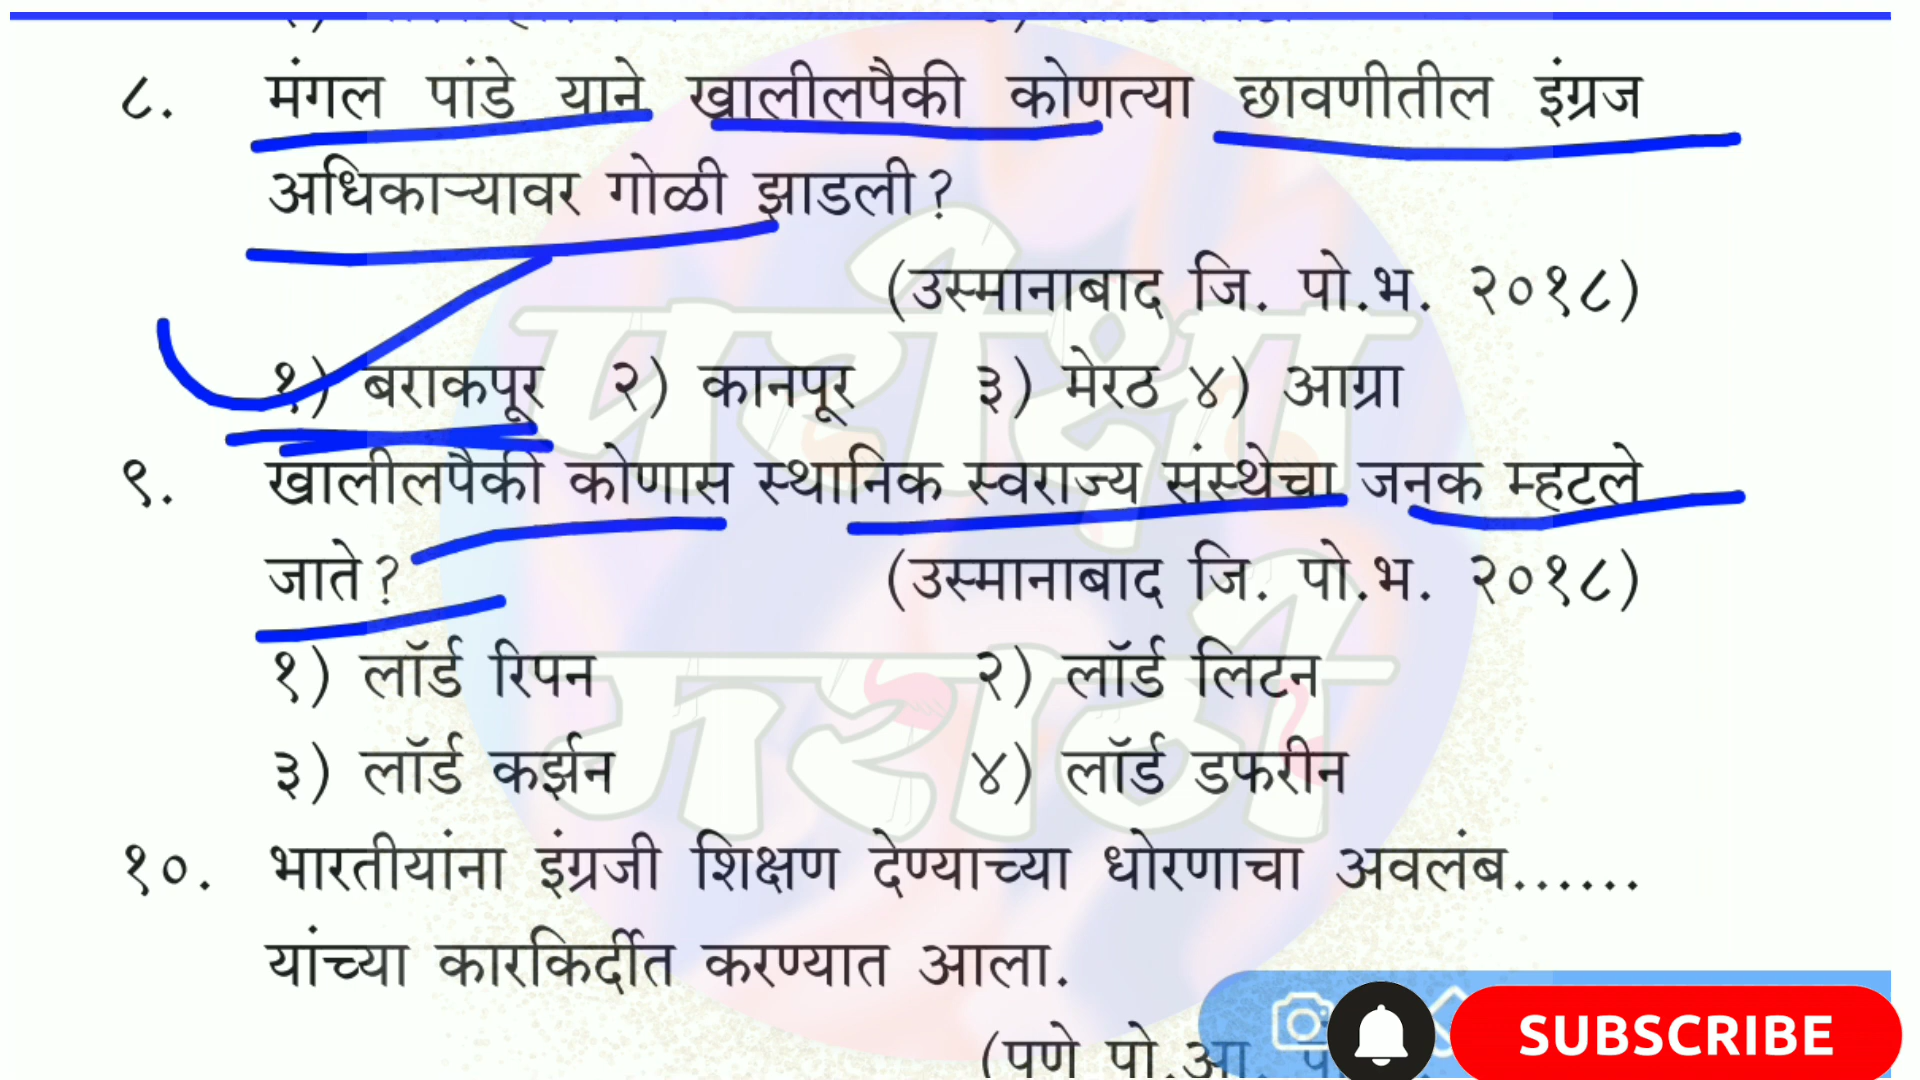 ८. मंगल पांडे याने खालीलपैकी कोणत्या छावणीतील इंग्रज
अधिकाऱ्यावर गोळी झाडली?
(उस्मानाबाद जि. पो.भ. २०१८)
१) बराकपूर २) कानपूर ३) मेरठ ४) आग्रा
९. खालीलपैकी कोणास स्थानिक स्वराज्य संस्थेचा जनक म्हटले
जाते? (उस्मानाबाद जि. पो.भ. २०१८)
१) लॉर्ड रिपन २) लॉर्ड लिटन
३) लॉर्ड कर्झन ४) लॉर्ड डफरीन
१०. भारतीयांना इंग्रजी शिक्षण देण्याच्या धोरणाचा अवलंब......
यांच्या कारकिर्दीत करण्यात आला.
(पुणे पो.आ.
SUBSCRIBE
परीक्षा
मराठी